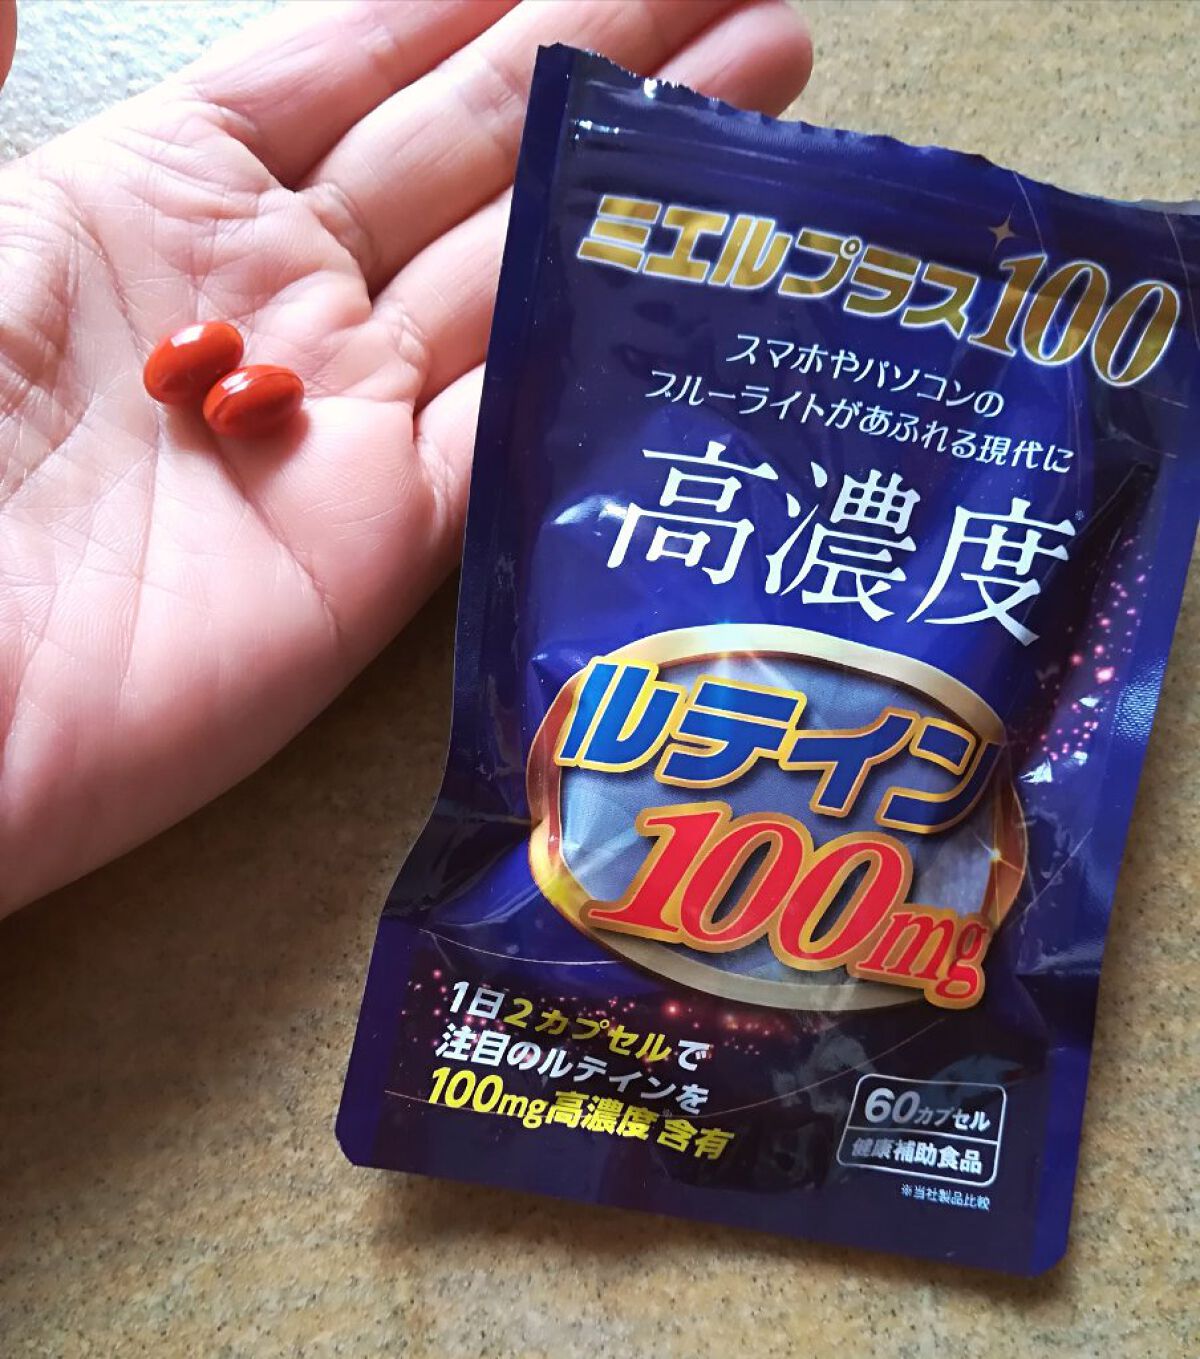 ミエルプラス100
スマホやパソコンの
ブルーライトがあふれる現代に
高濃度※
ルテイン
100mg
1日2カプセルで
注目のルテインを
100mg高濃度※含有
60カプセル
健康補助食品
※当社製品比較